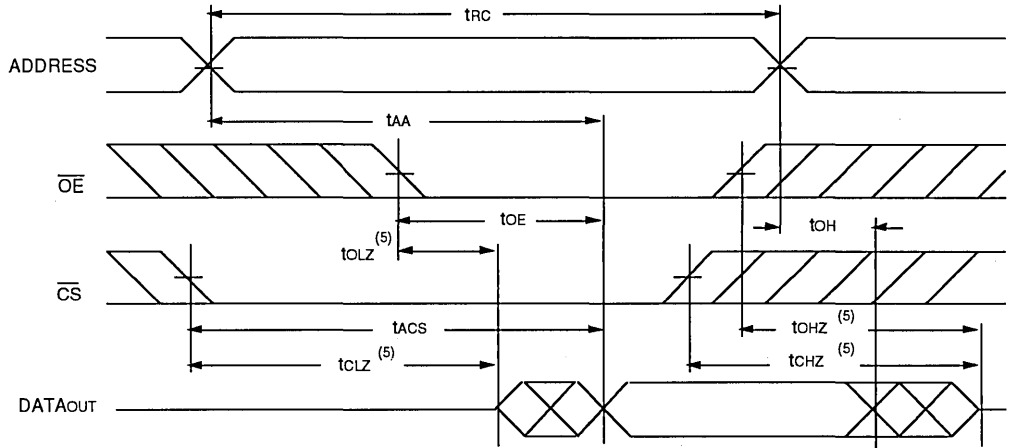 tRC
ADDRESS
tAA
OE
tOE
tOH
tOLZ (5)
CS
tACS
tOHZ (5)
tCLZ (5)
tCHZ (5)
DATAOUT